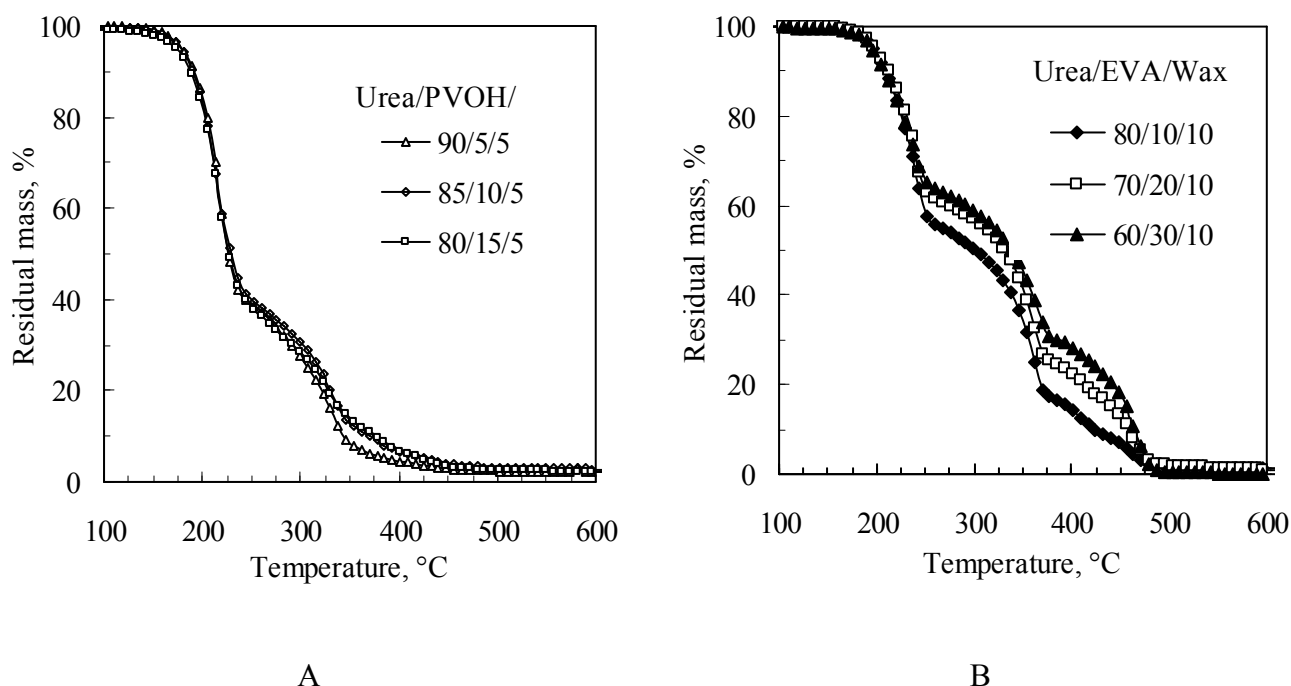 100
80
60
40
20
0
Residual mass, %
Urea/PVOH/
90/5/5
85/10/5
80/15/5
100 200 300 400 500 600
Temperature, °C
A
100
80
60
40
20
0
Residual mass, %
Urea/EVA/Wax
80/10/10
70/20/10
60/30/10
100 200 300 400 500 600
Temperature, °C
B